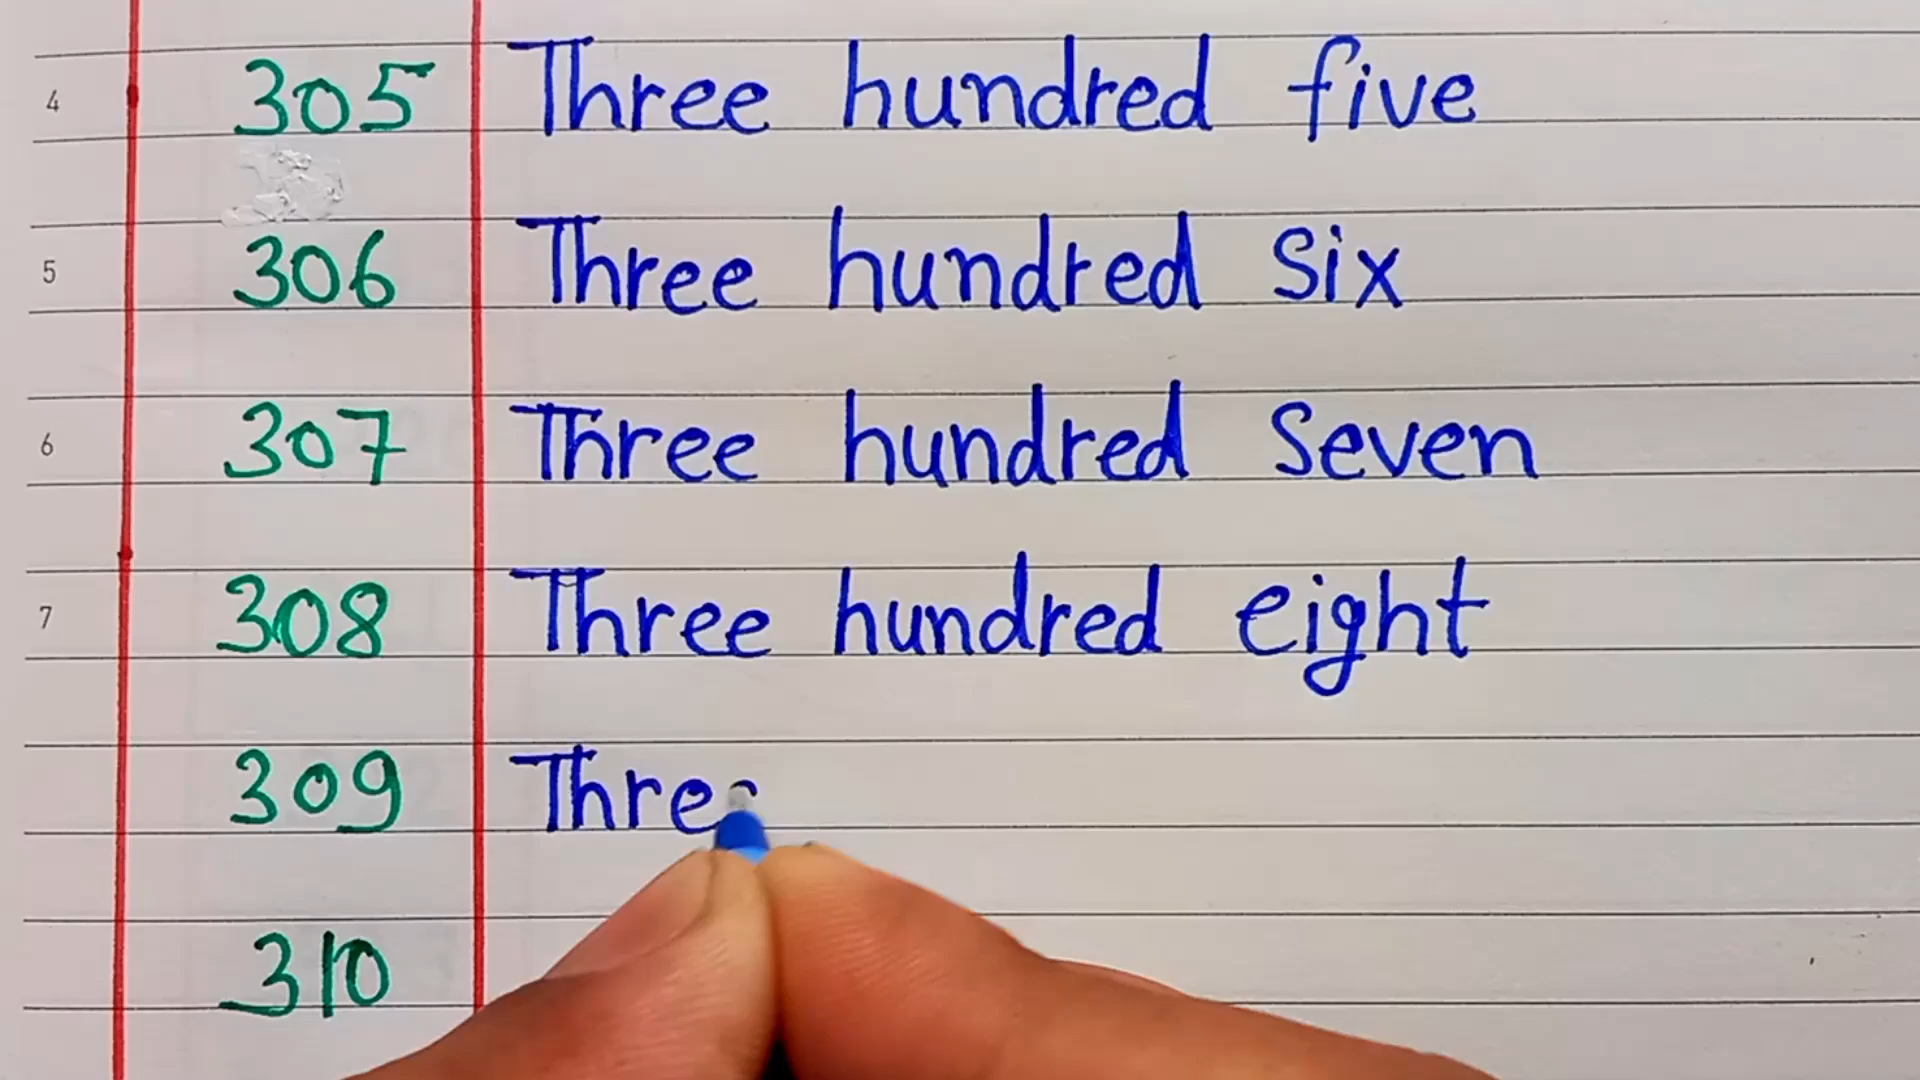 4 305 Three hundred five
5 306 Three hundred Six
6 307 Three hundred Seven
7 308 Three hundred eight
309 Three
310